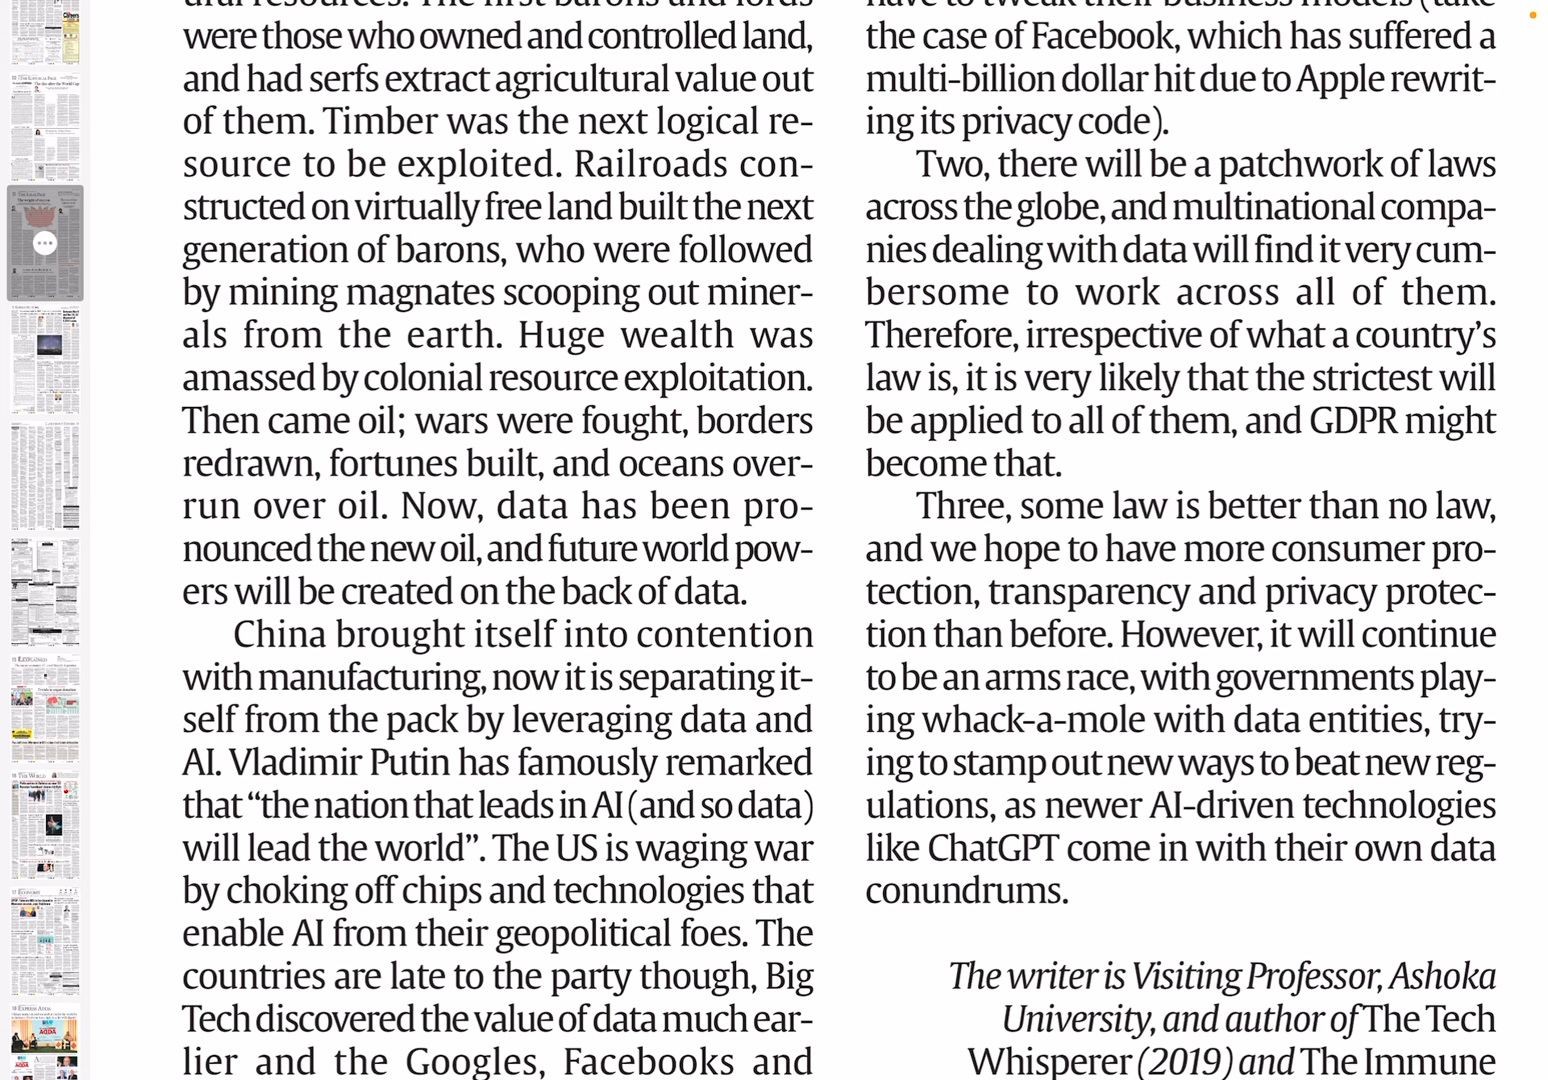 ural resources. The first barons and lords
were those who owned and controlled land,
and had serfs extract agricultural value out
of them. Timber was the next logical re-
source to be exploited. Railroads con-
structed on virtually free land built the next
generation of barons, who were followed
by mining magnates scooping out miner-
als from the earth. Huge wealth was
amassed by colonial resource exploitation.
Then came oil; wars were fought, borders
redrawn, fortunes built, and oceans over-
run over oil. Now, data has been pro-
nounced the new oil, and future world pow-
ers will be created on the back of data.
China brought itself into contention
with manufacturing, now it is separating it-
self from the pack by leveraging data and
AI. Vladimir Putin has famously remarked
that “the nation that leads in AI (and so data)
will lead the world”. The US is waging war
by choking off chips and technologies that
enable AI from their geopolitical foes. The
countries are late to the party though, Big
Tech discovered the value of data much ear-
lier and the Googles, Facebooks and
have to tweak their business models (take
the case of Facebook, which has suffered a
multi-billion dollar hit due to Apple rewrit-
ing its privacy code).
Two, there will be a patchwork of laws
across the globe, and multinational compa-
nies dealing with data will find it very cum-
bersome to work across all of them.
Therefore, irrespective of what a country’s
law is, it is very likely that the strictest will
be applied to all of them, and GDPR might
become that.
Three, some law is better than no law,
and we hope to have more consumer pro-
tection, transparency and privacy protec-
tion than before. However, it will continue
to be an arms race, with governments play-
ing whack-a-mole with data entities, try-
ing to stamp out new ways to beat new reg-
ulations, as newer AI-driven technologies
like ChatGPT come in with their own data
conundrums.
The writer is Visiting Professor, Ashoka
University, and author of The Tech
Whisperer (2019) and The Immune